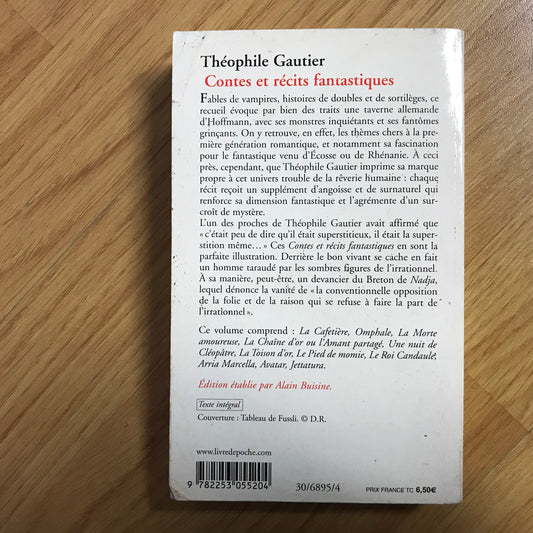 Théophile Gautier
Contes et récits fantastiques
Fables de vampires, histoires de doubles et de sortilèges, ce
recueil évoque par bien des traits une taverne allemande
d'Hoffmann, avec ses monstres inquiétants et ses fantômes
grinçants. On y retrouve, en effet, les thèmes chers à la pre-
mière génération romantique, et notamment sa fascination
pour le fantastique venu d'Écosse ou de Rhénanie. À ceci
près, cependant, que Théophile Gautier imprime sa marque
propre à cet univers trouble de la rêverie humaine : chaque
récit reçoit un supplément d'angoisse et de surnaturel qui
renforce sa dimension fantastique et l'agrémente d'un sur-
croît de mystère.
L'un des proches de Théophile Gautier avait affirmé que
« c'était peu de dire qu'il était superstitieux, il était la super-
stition même… » Ces Contes et récits fantastiques en sont la
parfaite illustration. Derrière le bon vivant se cache en fait
un homme taraudé par les sombres figures de l'irrationnel.
À sa manière, peut-être, un devancier du Breton de Nadja,
lequel dénonce la vanité de « la conventionnelle opposition
de la folie et de la raison qui se refuse à faire la part de
l'irrationnel ».
Ce volume comprend : La Cafetière, Omphale, La Morte
amoureuse, La Chaîne d'or ou l'Amant partagé, Une nuit de
Cléopâtre, La Toison d'or, Le Pied de momie, Le Roi Candaule,
Arria Marcella, Avatar, Jettatura.
Édition établie par Alain Buisine.
Texte intégral
Couverture : Tableau de Fussli. © D.R.
www.livredepoche.com
9 782253 055204
30/6895/4
PRIX FRANCE TC 6,50€